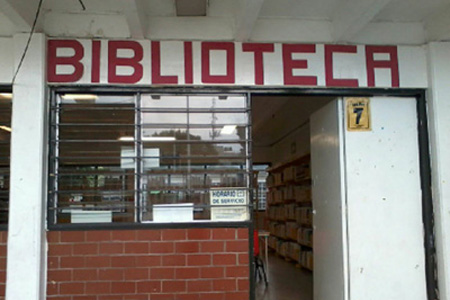 BIBLIOTECA
7
HORARIO
DE SERVICIO